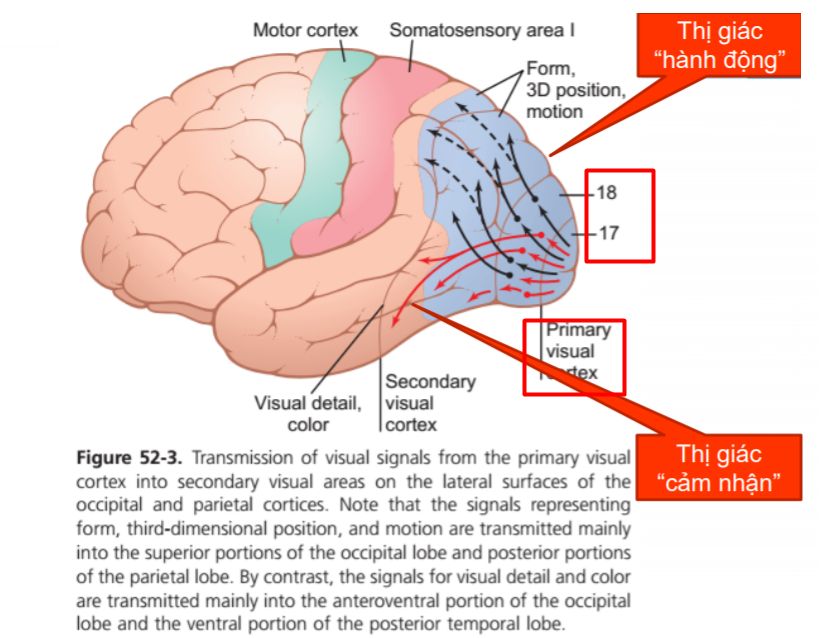 Motor cortex
Somatosensory area I
Form,
3D position,
motion
Thị giác
“hành động”
18
17
Primary
visual
cortex
Visual detail,
color
Secondary
visual
cortex
Thị giác
“cảm nhận”
Figure 52-3. Transmission of visual signals from the primary visual
cortex into secondary visual areas on the lateral surfaces of the
occipital and parietal cortices. Note that the signals representing
form, third-dimensional position, and motion are transmitted mainly
into the superior portions of the occipital lobe and posterior portions
of the parietal lobe. By contrast, the signals for visual detail and color
are transmitted mainly into the anteroventral portion of the occipital
lobe and the ventral portion of the posterior temporal lobe.